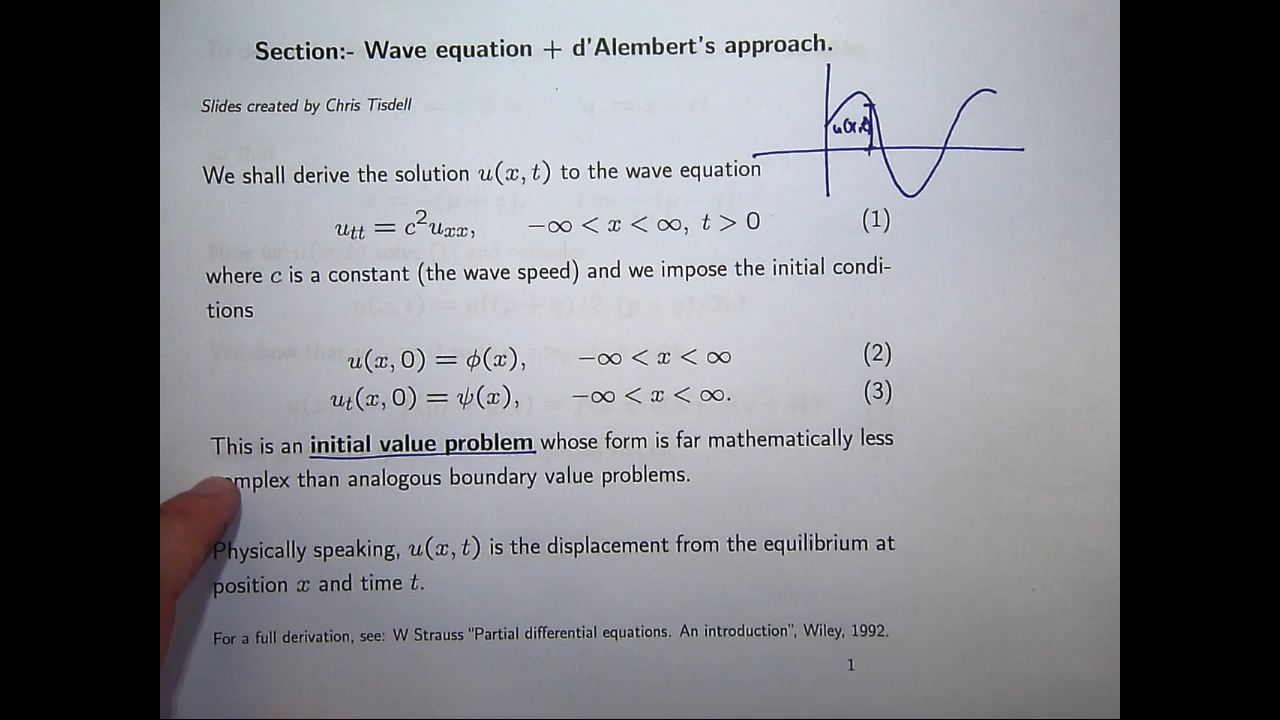 Section:- Wave equation + d'Alembert's approach.
Slides created by Chris Tisdell
u(x,t)
We shall derive the solution u(x, t) to the wave equation
u_tt = c²u_xx, −∞ < x < ∞, t > 0 (1)
where c is a constant (the wave speed) and we impose the initial condi-
tions
u(x, 0) = ϕ(x), −∞ < x < ∞ (2)
u_t(x, 0) = ψ(x), −∞ < x < ∞. (3)
This is an initial value problem whose form is far mathematically less
complex than analogous boundary value problems.
Physically speaking, u(x, t) is the displacement from the equilibrium at
position x and time t.
For a full derivation, see: W Strauss "Partial differential equations. An introduction", Wiley, 1992.
1